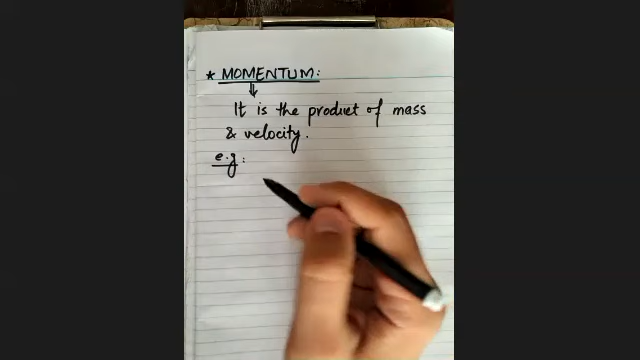 * MOMENTUM:
It is the product of mass
& velocity.
e.g: